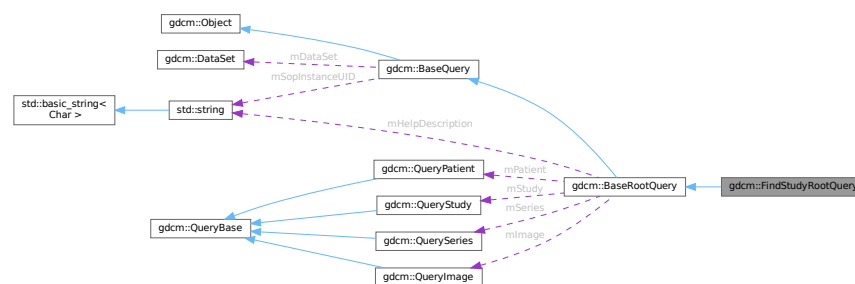 gdcm::Object
gdcm::DataSet
mDataSet
gdcm::BaseQuery
mSopInstanceUID
std::basic_string<
Char >
std::string
mHelpDescription
gdcm::QueryPatient
mPatient
gdcm::BaseRootQuery
gdcm::FindStudyRootQuery
mStudy
gdcm::QueryStudy
mSeries
gdcm::QueryBase
gdcm::QuerySeries
mImage
gdcm::QueryImage